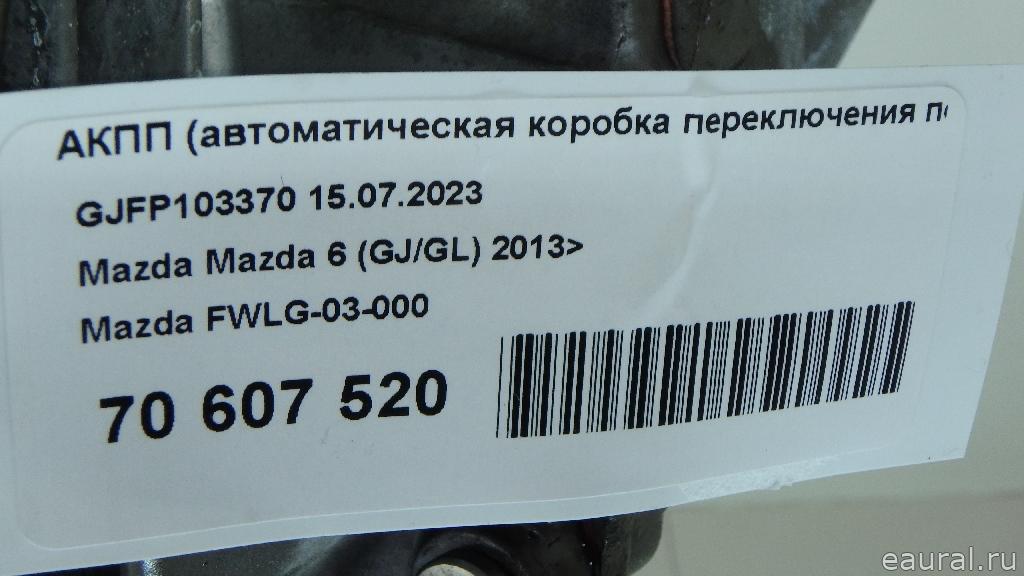 АКПП (автоматическая коробка переключения
GJFP103370 15.07.2023
Mazda Mazda 6 (GJ/GL) 2013>
Mazda FWLG-03-000
70 607 520
eaural.ru